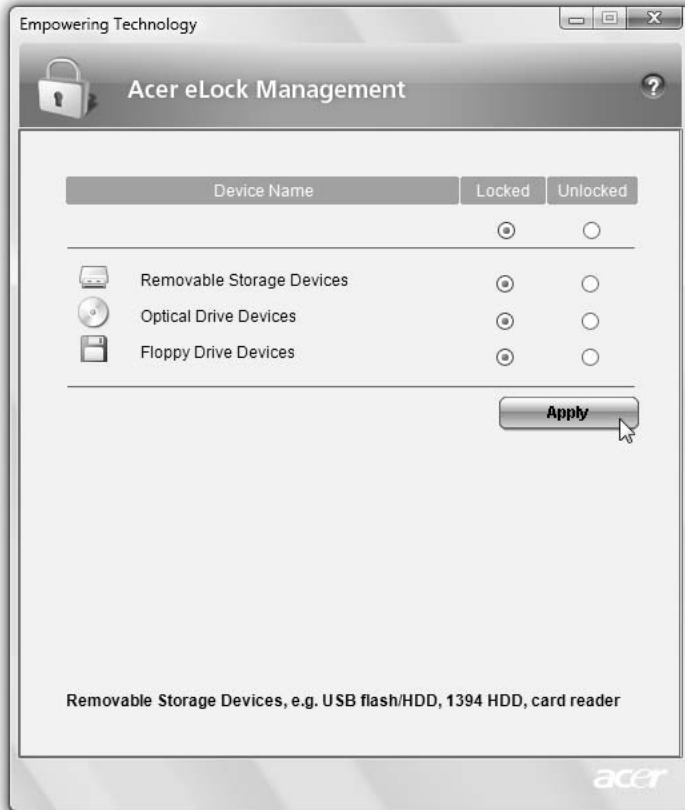 Empowering Technology
Acer eLock Management
?
Device Name Locked Unlocked
Removable Storage Devices
Optical Drive Devices
Floppy Drive Devices
Apply
Removable Storage Devices, e.g. USB flash/HDD, 1394 HDD, card reader
acer